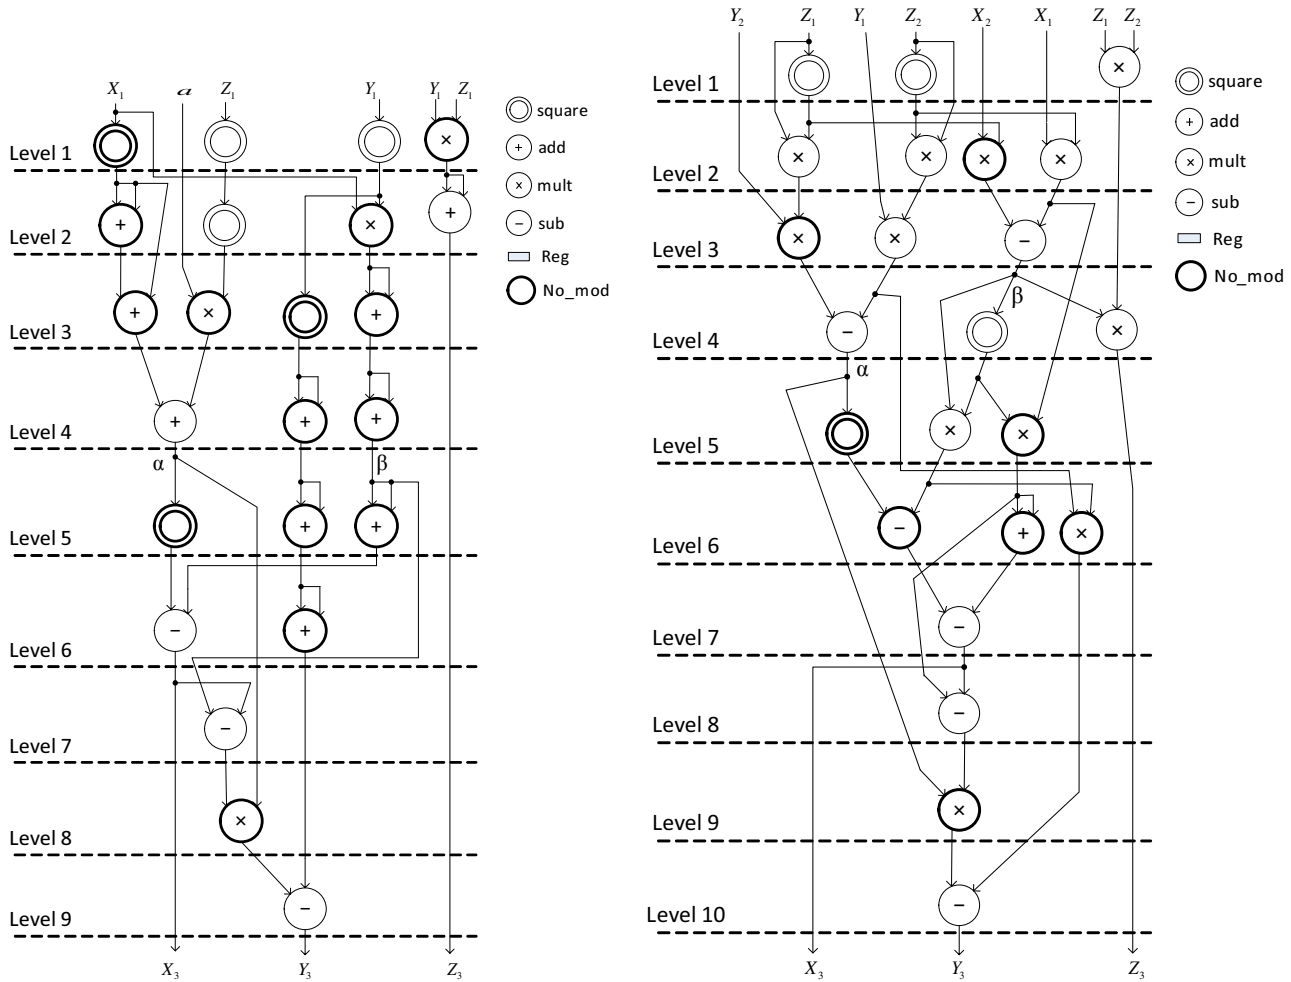 X₁ a Z₁ Y₁ Y₁ Z₁
square
add
mult
sub
Reg
No_mod
Level 1
×
Level 2
+ × +
Level 3
+ × +
Level 4
+ + +
α β
Level 5
+ +
Level 6
− +
Level 7
−
Level 8
×
Level 9
−
X₃ Y₃ Z₃
Y₂ Z₁ Y₁ Z₂ X₂ X₁ Z₁ Z₂
square
+ add
× mult
− sub
Reg
No_mod
Level 1
×
Level 2
× × × ×
Level 3
× × −
β
Level 4
− ×
α
Level 5
× ×
Level 6
− + ×
Level 7
−
Level 8
−
Level 9
×
Level 10
−
X₃ Y₃ Z₃